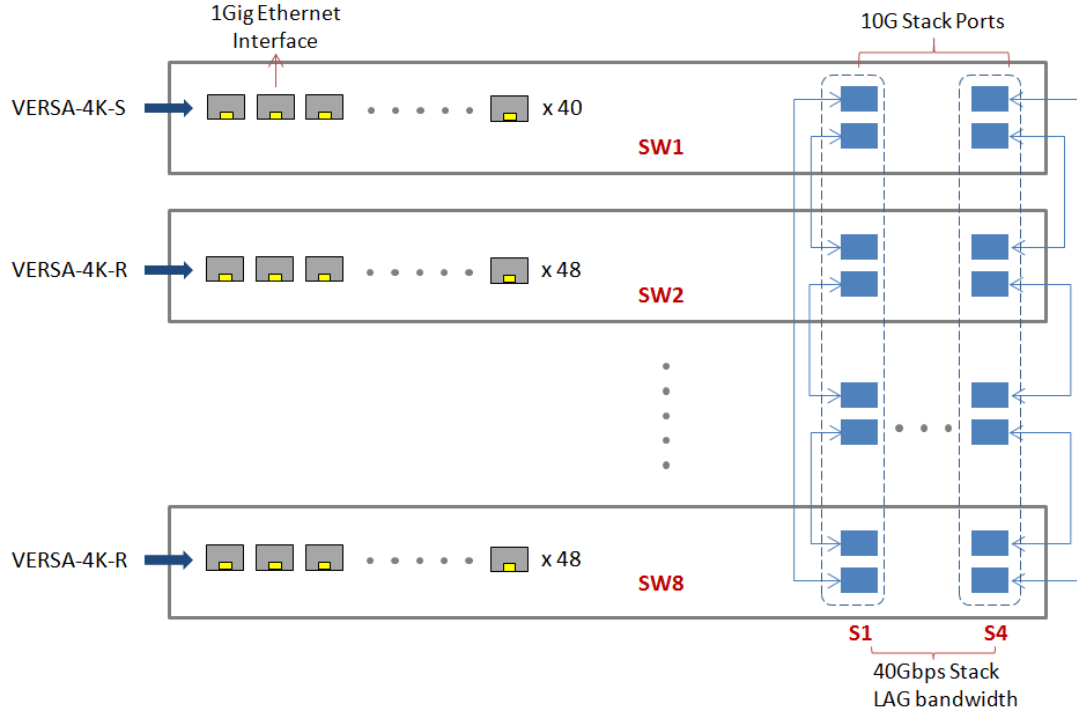 1Gig Ethernet
Interface
10G Stack Ports
VERSA-4K-S
x 40
SW1
VERSA-4K-R
x 48
SW2
VERSA-4K-R
x 48
SW8
S1
S4
40Gbps Stack
LAG bandwidth